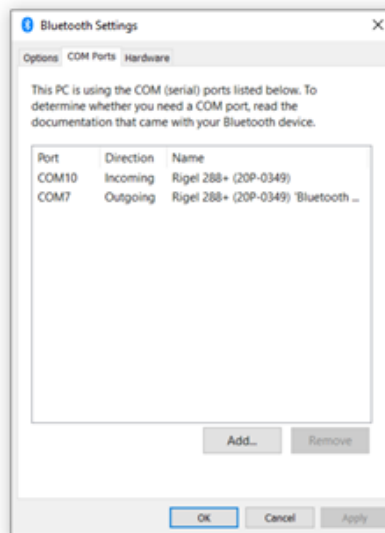 Bluetooth Settings
Options COM Ports Hardware
This PC is using the COM (serial) ports listed below. To
determine whether you need a COM port, read the
documentation that came with your Bluetooth device.
Port Direction Name
COM10 Incoming Rigel 288+ (20P-0349)
COM7 Outgoing Rigel 288+ (20P-0349) 'Bluetooth ...
Add... Remove
OK Cancel Apply